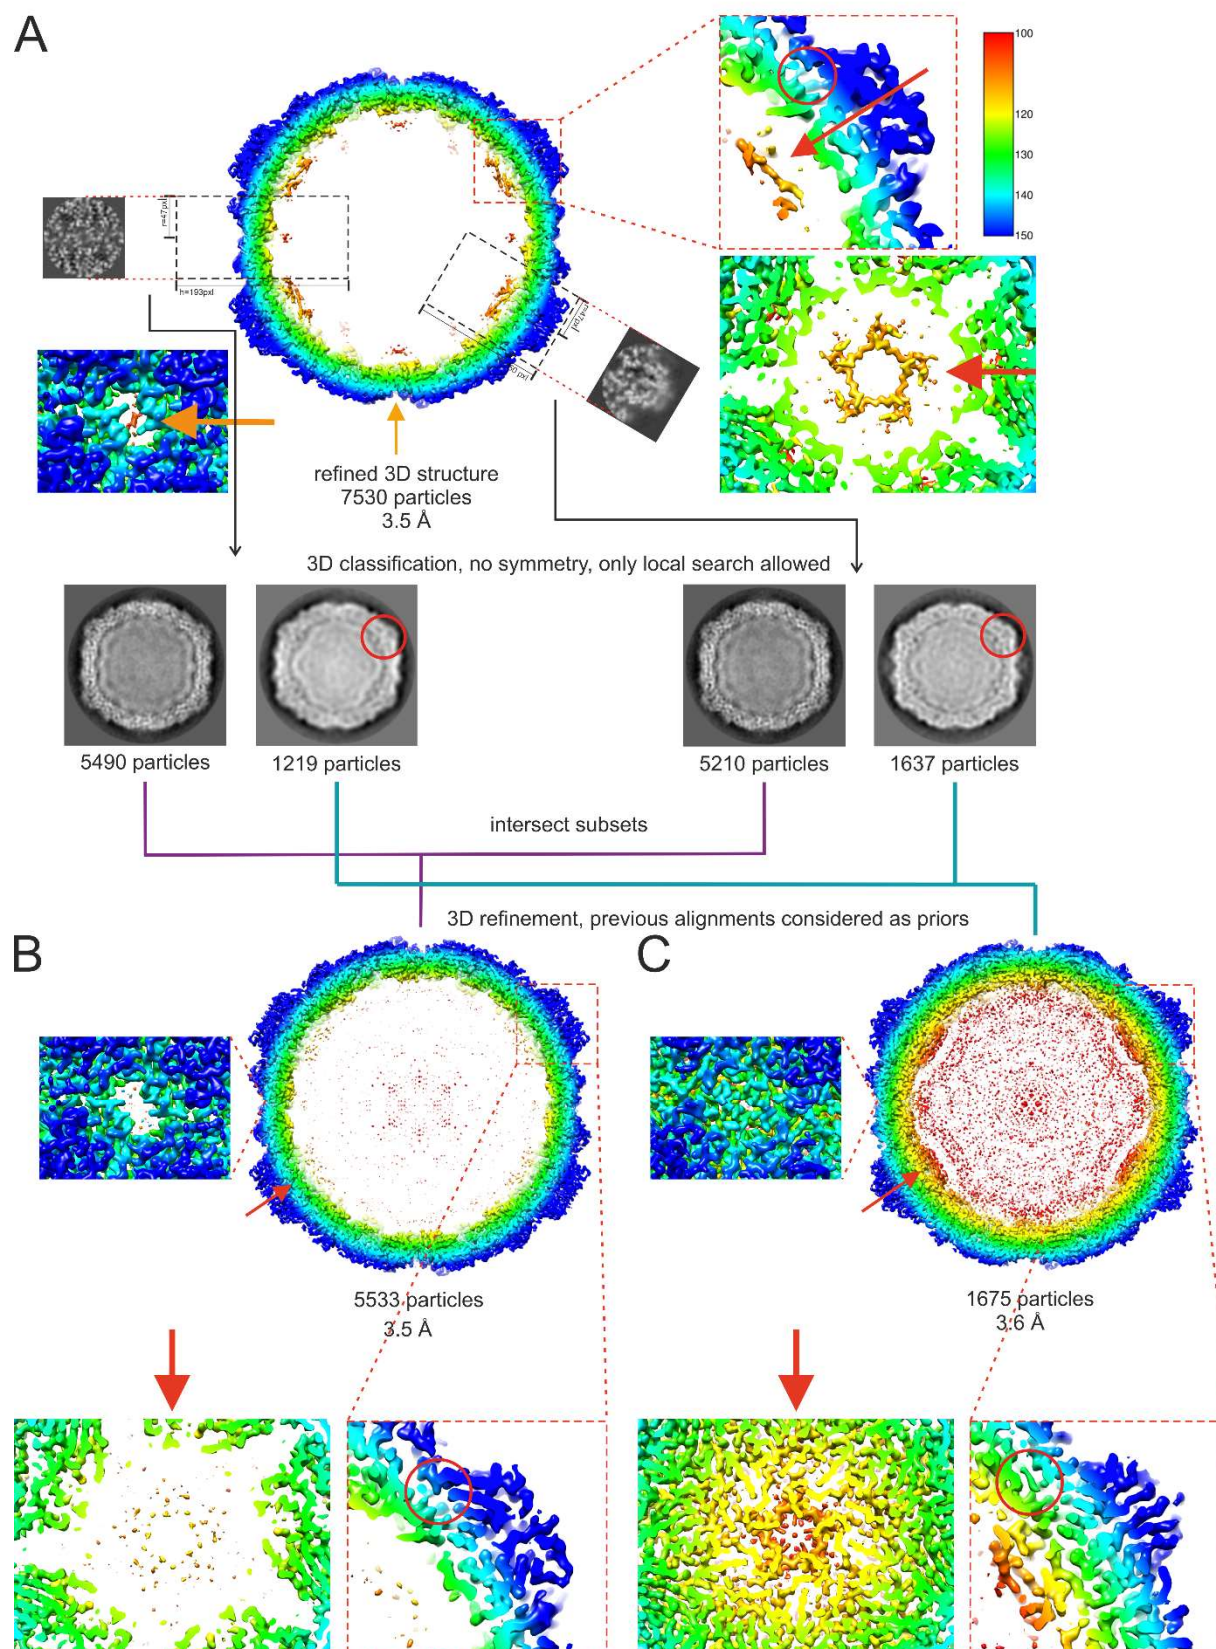 A
100
110
120
130
140
150
r=47pxl
h=193pxl
r=47pxl
refined 3D structure
7530 particles
3.5 Å
3D classification, no symmetry, only local search allowed
5490 particles
1219 particles
5210 particles
1637 particles
intersect subsets
3D refinement, previous alignments considered as priors
B
C
5533 particles
3.5 Å
1675 particles
3.6 Å